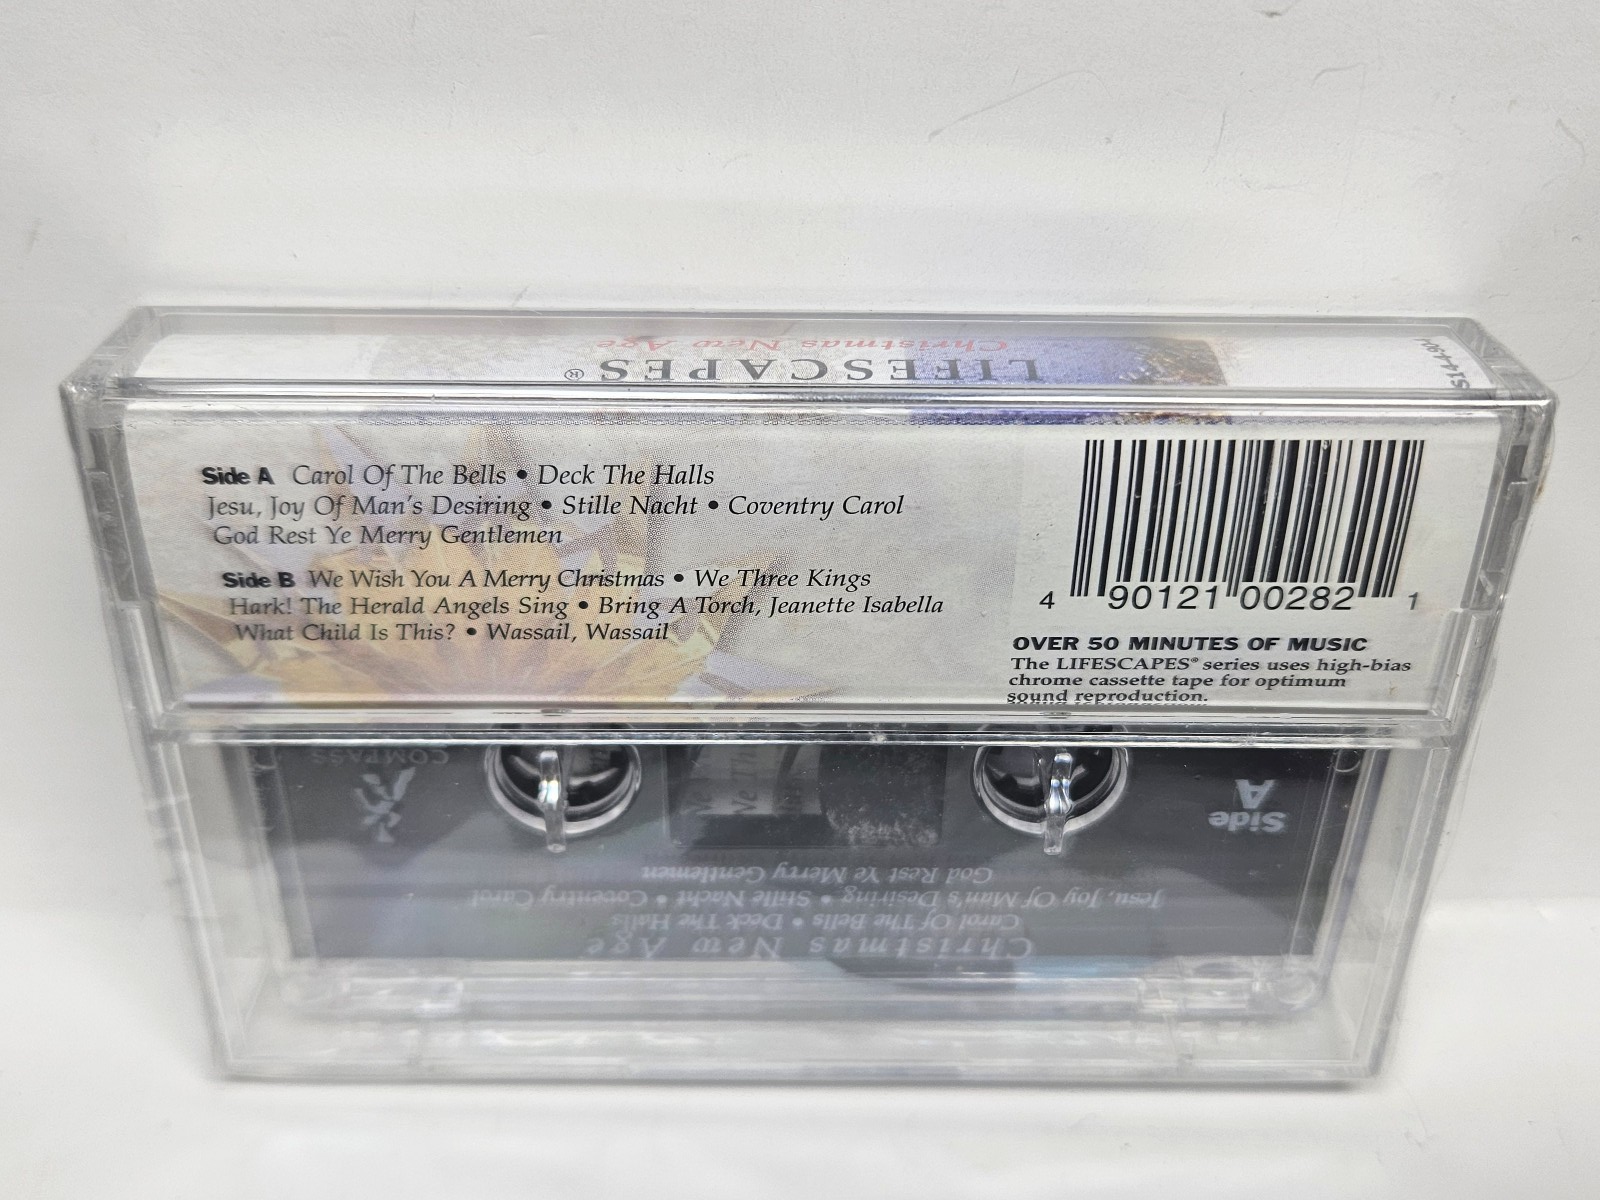 Christmas New Age
LIFESCAPES®
Side A Carol Of The Bells • Deck The Halls
Jesu, Joy Of Man's Desiring • Stille Nacht • Coventry Carol
God Rest Ye Merry Gentlemen
Side B We Wish You A Merry Christmas • We Three Kings
Hark! The Herald Angels Sing • Bring A Torch, Jeanette Isabella
What Child Is This? • Wassail, Wassail
4 90121 00282 1
OVER 50 MINUTES OF MUSIC
The LIFESCAPES® series uses high-bias
chrome cassette tape for optimum
sound reproduction.
COMPASS
Side
A
God Rest Ye Merry Gentlemen
Jesu, Joy Of Man's Desiring • Stille Nacht • Coventry Carol
Carol Of The Bells • Deck The Halls
Christmas New Age